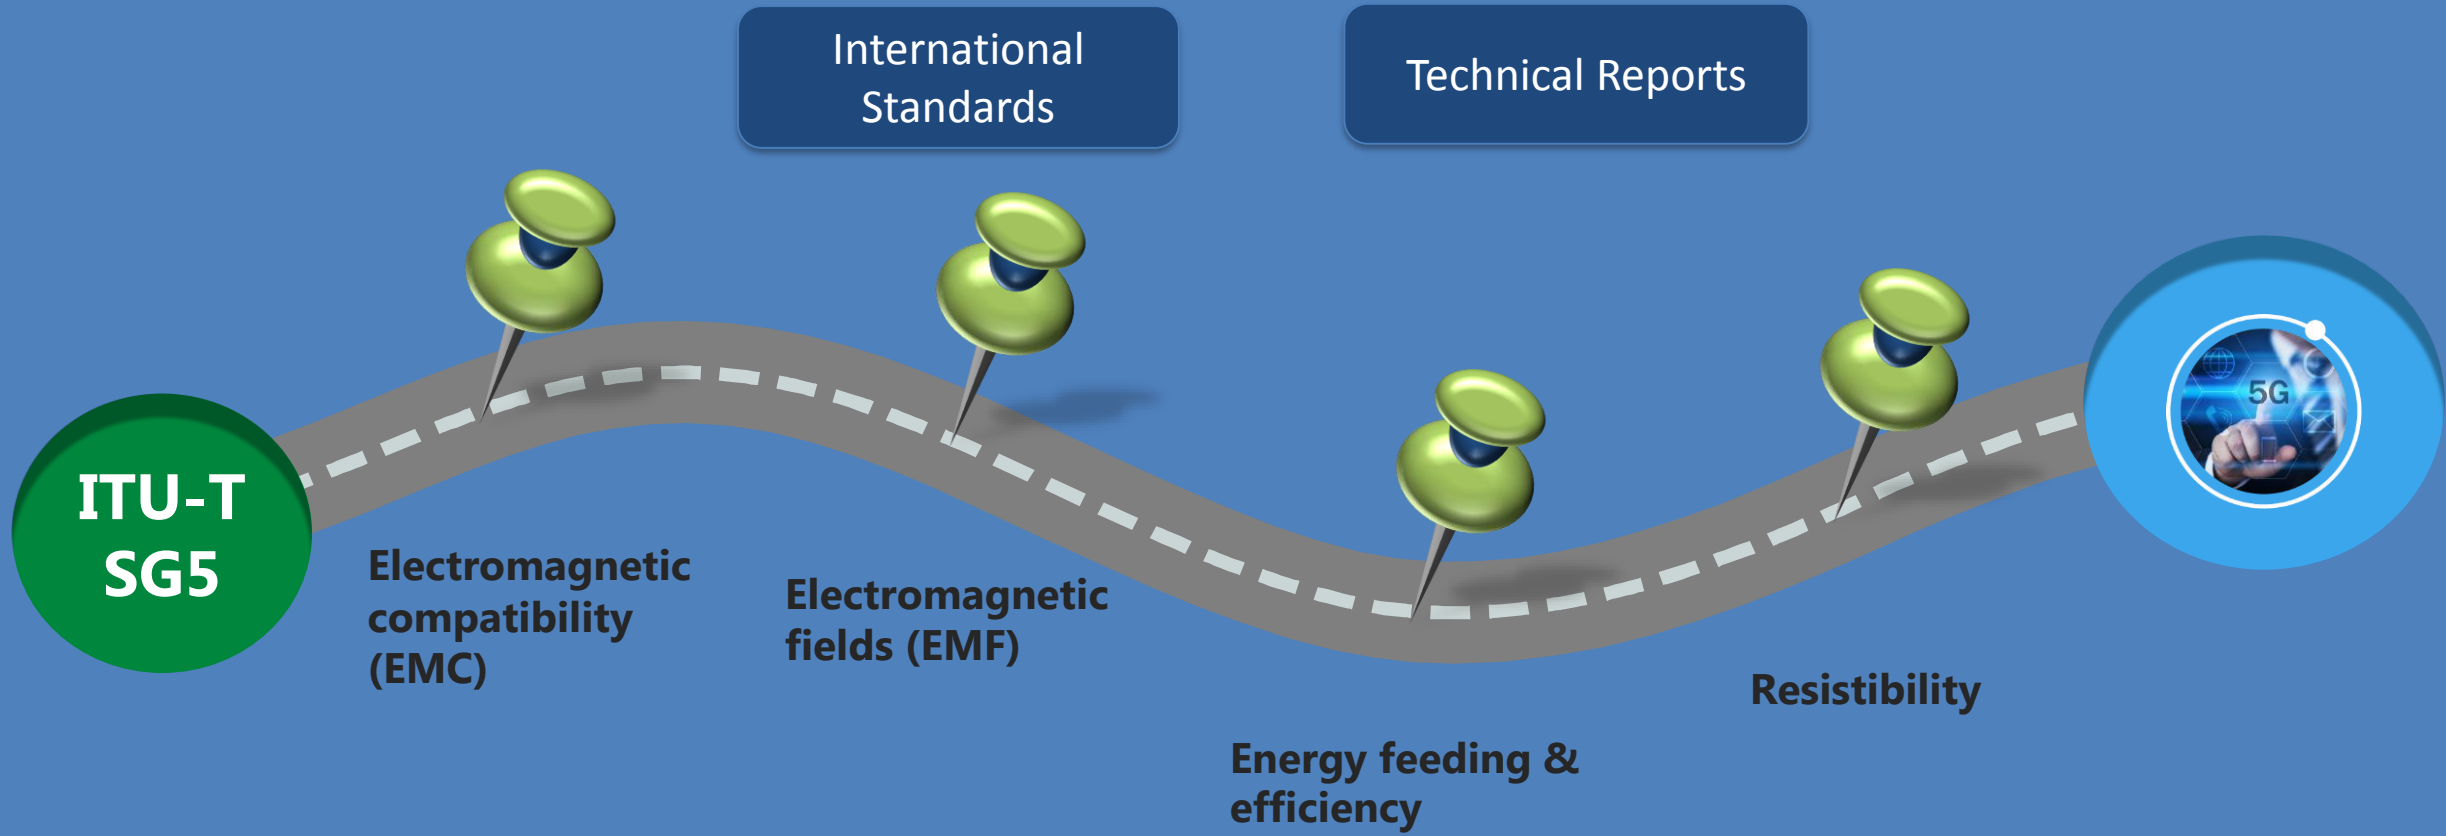 International
Standards
Technical Reports
5G
ITU-T
SG5
Electromagnetic
compatibility
(EMC)
Electromagnetic
fields (EMF)
Energy feeding &
efficiency
Resistibility